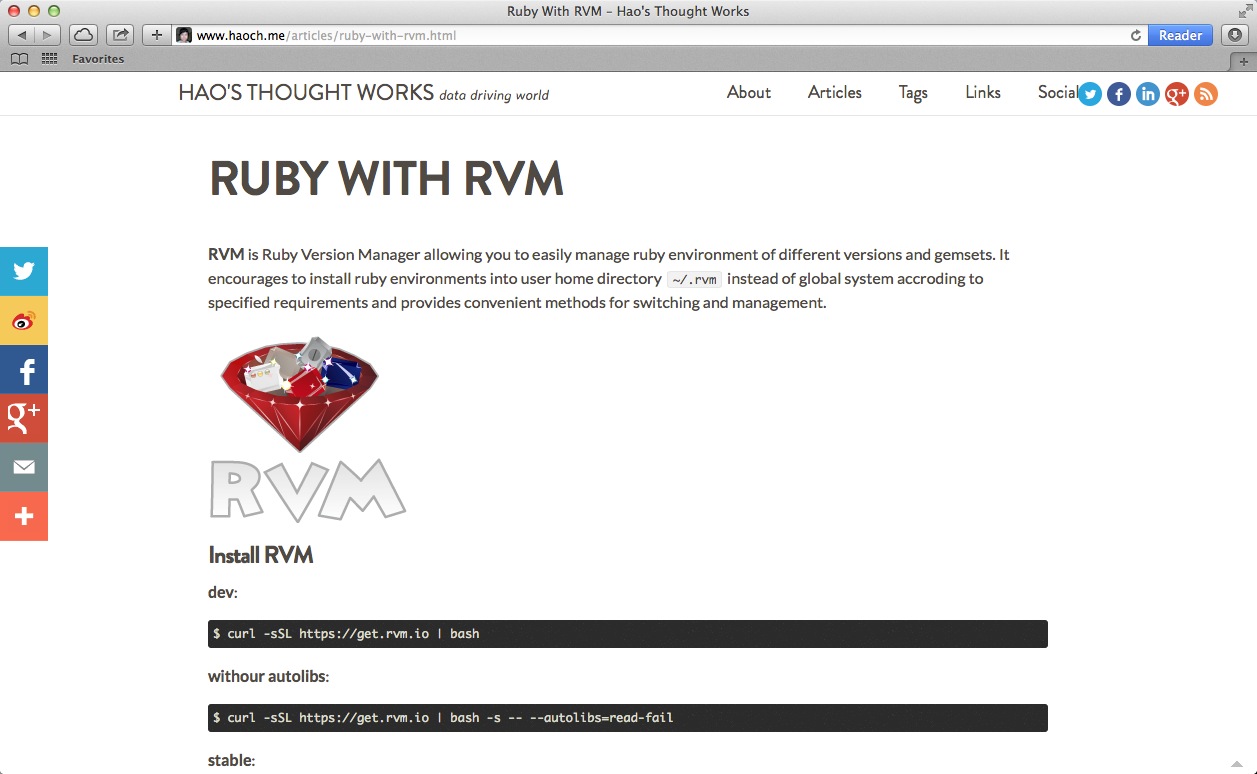 Ruby With RVM – Hao's Thought Works
www.haoch.me/articles/ruby-with-rvm.html
Reader
Favorites
HAO'S THOUGHT WORKS data driving world
About Articles Tags Links Social
RUBY WITH RVM
RVM is Ruby Version Manager allowing you to easily manage ruby environment of different versions and gemsets. It
encourages to install ruby environments into user home directory ~/.rvm instead of global system accroding to
specified requirements and provides convenient methods for switching and management.
RVM
Install RVM
dev:
$ curl -sSL https://get.rvm.io | bash
withour autolibs:
$ curl -sSL https://get.rvm.io | bash -s -- --autolibs=read-fail
stable: